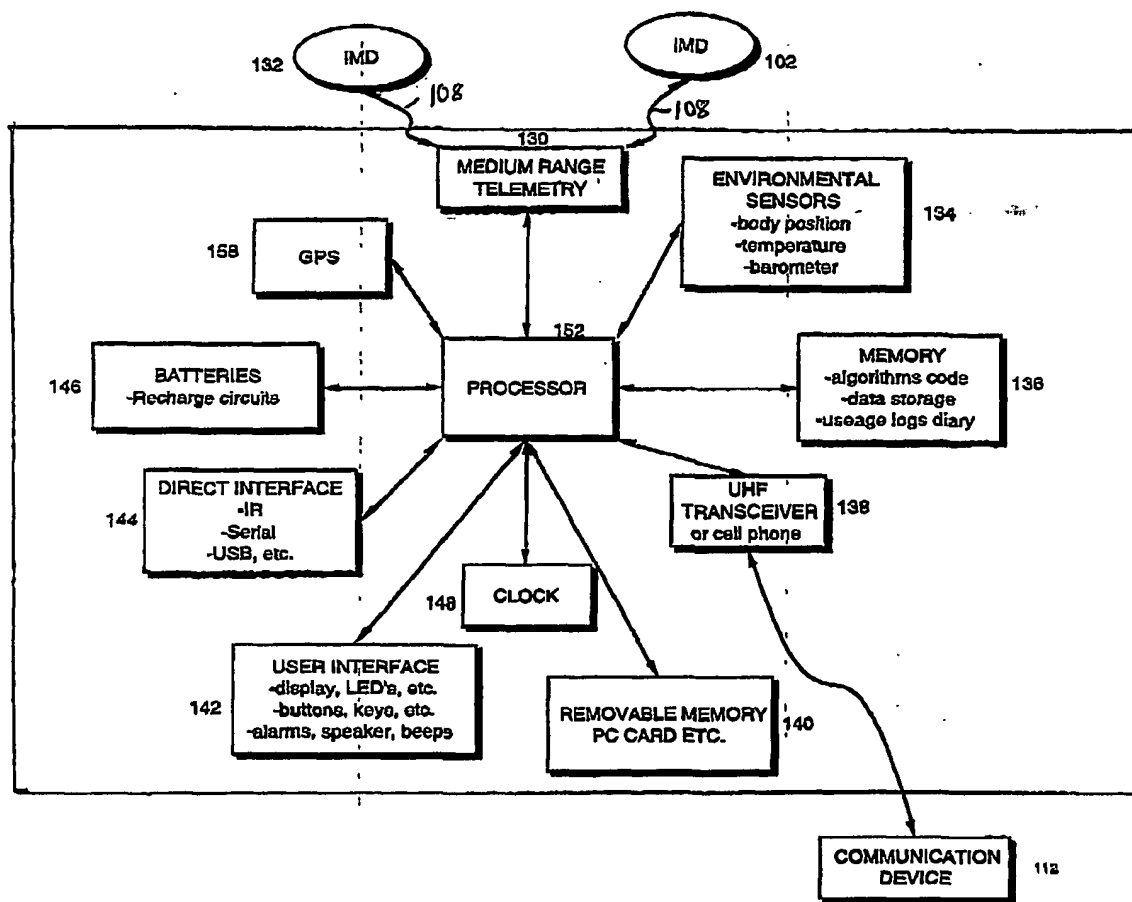 IMD
132
IMD
102
108
108
130
MEDIUM RANGE
TELEMETRY
ENVIRONMENTAL
SENSORS
-body position
-temperature
-barometer
134
158
GPS
152
PROCESSOR
146
BATTERIES
-Recharge circuits
MEMORY
-algorithms code
-data storage
-useage logs diary
136
DIRECT INTERFACE
-IR
-Serial
-USB, etc.
144
UHF
TRANSCEIVER
or cell phone
138
148
CLOCK
USER INTERFACE
-display, LED's, etc.
-buttons, keys, etc.
-alarms, speaker, beeps
142
REMOVABLE MEMORY
PC CARD ETC.
140
COMMUNICATION
DEVICE
112